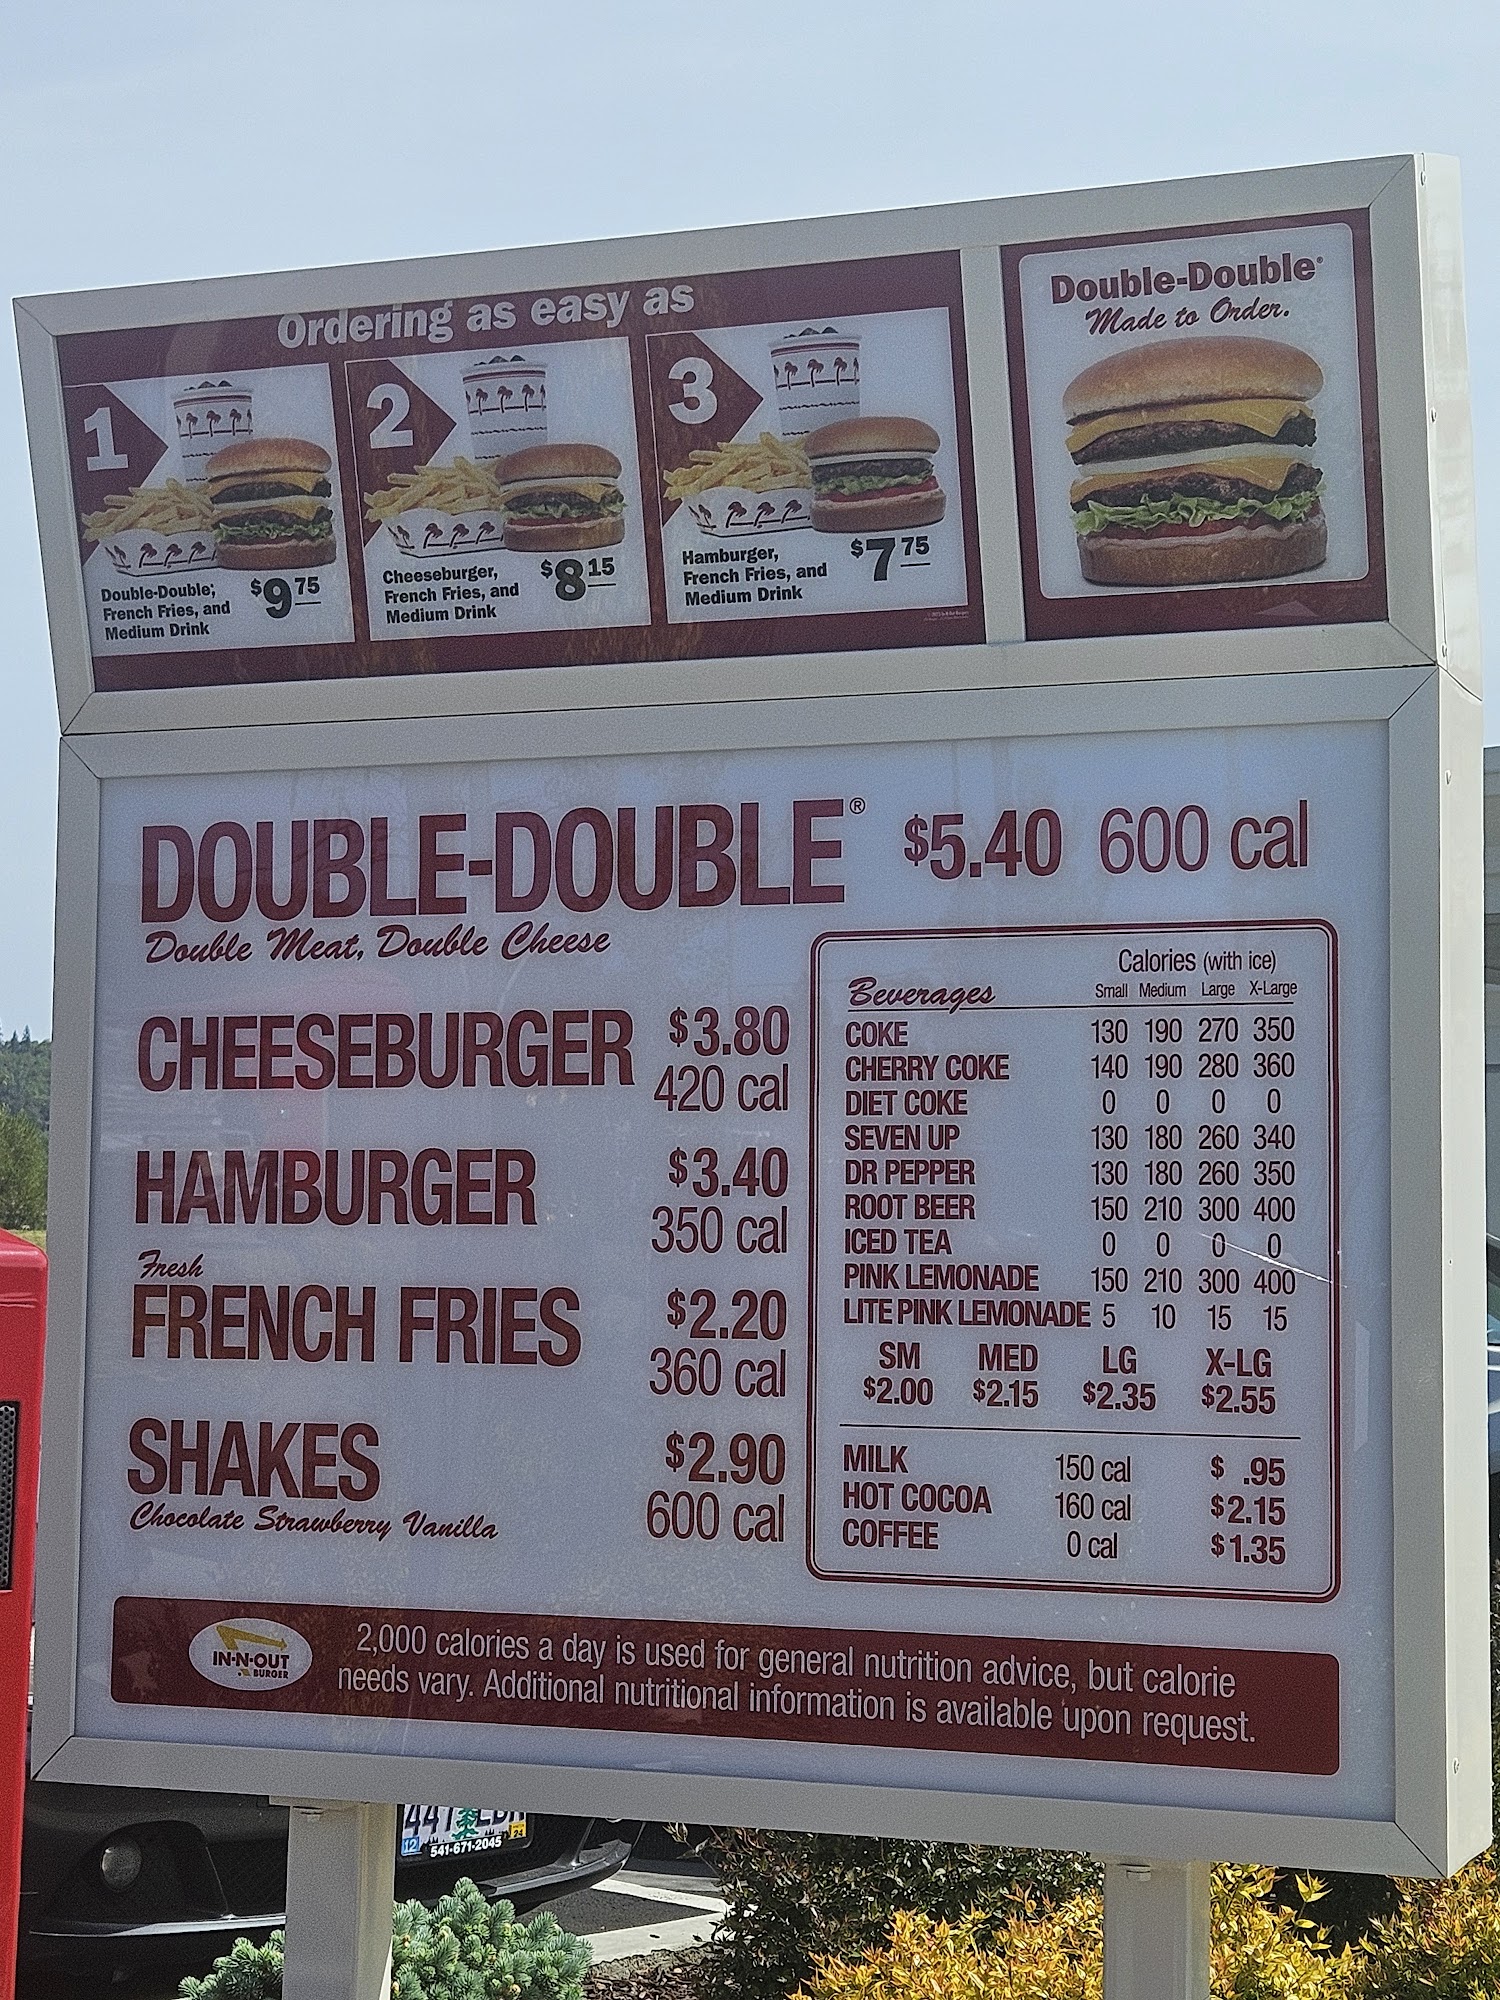 Ordering as easy as
1
Double-Double,
French Fries, and
Medium Drink
$9 75
2
Cheeseburger,
French Fries, and
Medium Drink
$8 15
3
Hamburger,
French Fries, and
Medium Drink
$7 75
Double-Double®
Made to Order.
DOUBLE-DOUBLE® $5.40 600 cal
Double Meat, Double Cheese
CHEESEBURGER $3.80
420 cal
HAMBURGER $3.40
350 cal
Fresh
FRENCH FRIES $2.20
360 cal
SHAKES $2.90
Chocolate Strawberry Vanilla 600 cal
Calories (with ice)
Beverages Small Medium Large X-Large
COKE 130 190 270 350
CHERRY COKE 140 190 280 360
DIET COKE 0 0 0 0
SEVEN UP 130 180 260 340
DR PEPPER 130 180 260 350
ROOT BEER 150 210 300 400
ICED TEA 0 0 0 0
PINK LEMONADE 150 210 300 400
LITE PINK LEMONADE 5 10 15 15
SM MED LG X-LG
$2.00 $2.15 $2.35 $2.55
MILK 150 cal $ .95
HOT COCOA 160 cal $2.15
COFFEE 0 cal $1.35
IN-N-OUT
BURGER
2,000 calories a day is used for general nutrition advice, but calorie
needs vary. Additional nutritional information is available upon request.
12 541-671-2045 24